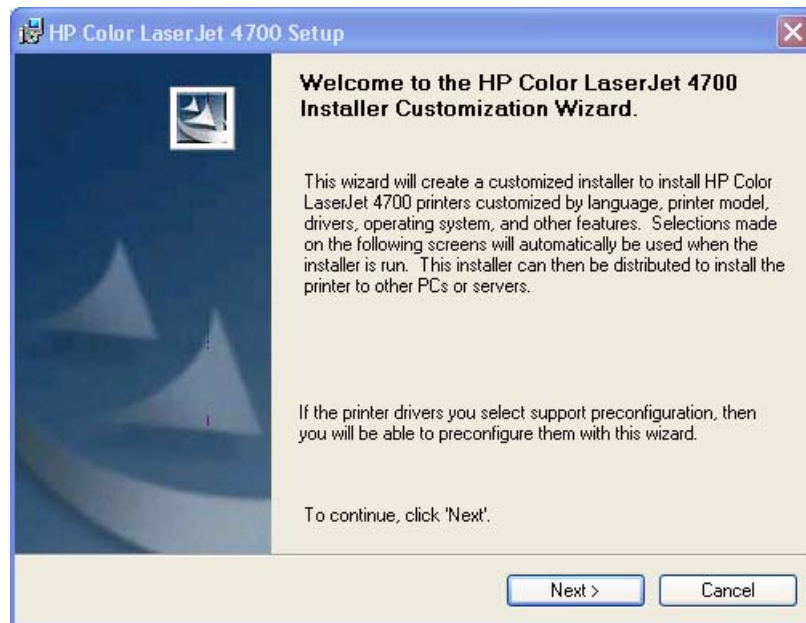 HP Color LaserJet 4700 Setup
Welcome to the HP Color LaserJet 4700
Installer Customization Wizard.
This wizard will create a customized installer to install HP Color
LaserJet 4700 printers customized by language, printer model,
drivers, operating system, and other features.  Selections made
on the following screens will automatically be used when the
installer is run.  This installer can then be distributed to install the
printer to other PCs or servers.
If the printer drivers you select support preconfiguration, then
you will be able to preconfigure them with this wizard.
To continue, click 'Next'.
Next >
Cancel